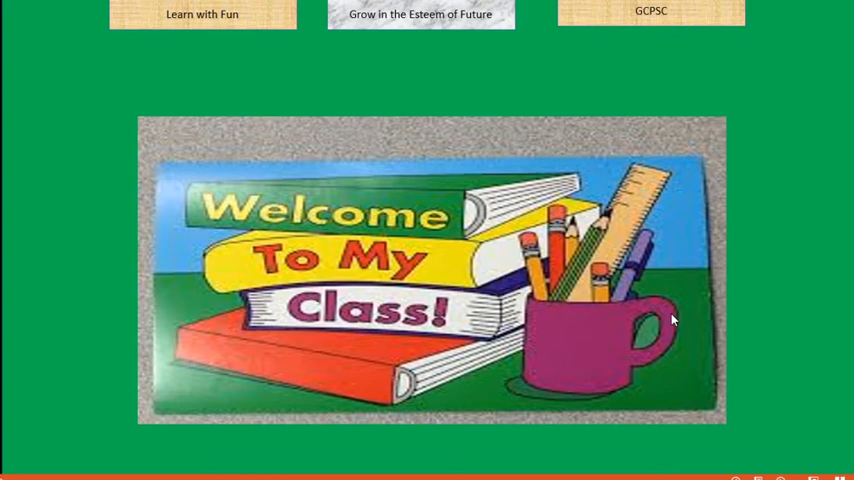 Learn with Fun
Grow in the Esteem of Future
GCPSC
Welcome
To My
Class!